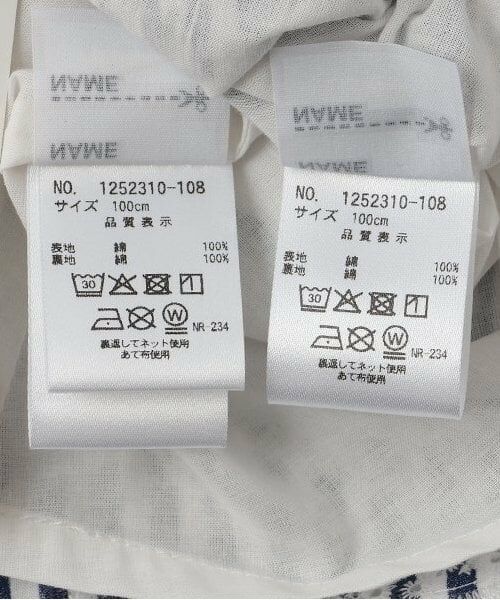 NAME
NAME
NO. 1252310-108
サイズ 100cm
品質表示
表地 綿 100%
裏地 綿 100%
30
W
NR-234
裏返してネット使用
あて布使用
NAME
NAME
NO. 1252310-108
サイズ 100cm
品質表示
表地 綿 100%
裏地 綿 100%
30
W
NR-234
裏返してネット使用
あて布使用